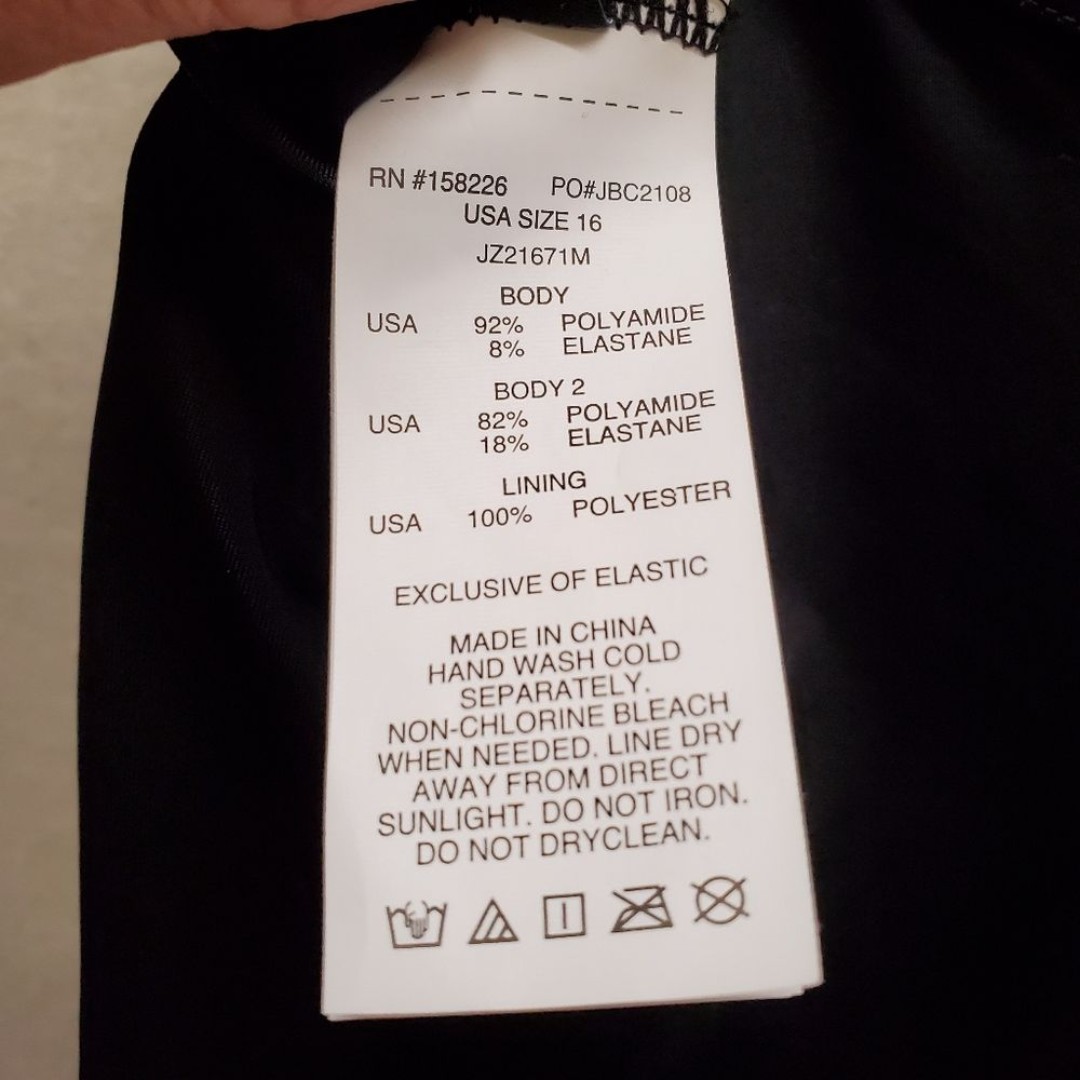 RN #158226 PO#JBC2108
USA SIZE 16
JZ21671M
BODY
USA 92% POLYAMIDE
8% ELASTANE
BODY 2
USA 82% POLYAMIDE
18% ELASTANE
LINING
USA 100% POLYESTER
EXCLUSIVE OF ELASTIC
MADE IN CHINA
HAND WASH COLD
SEPARATELY.
NON-CHLORINE BLEACH
WHEN NEEDED. LINE DRY
AWAY FROM DIRECT
SUNLIGHT. DO NOT IRON.
DO NOT DRYCLEAN.